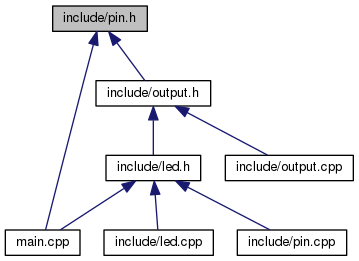 include/pin.h
include/output.h
include/led.h
include/output.cpp
main.cpp
include/led.cpp
include/pin.cpp